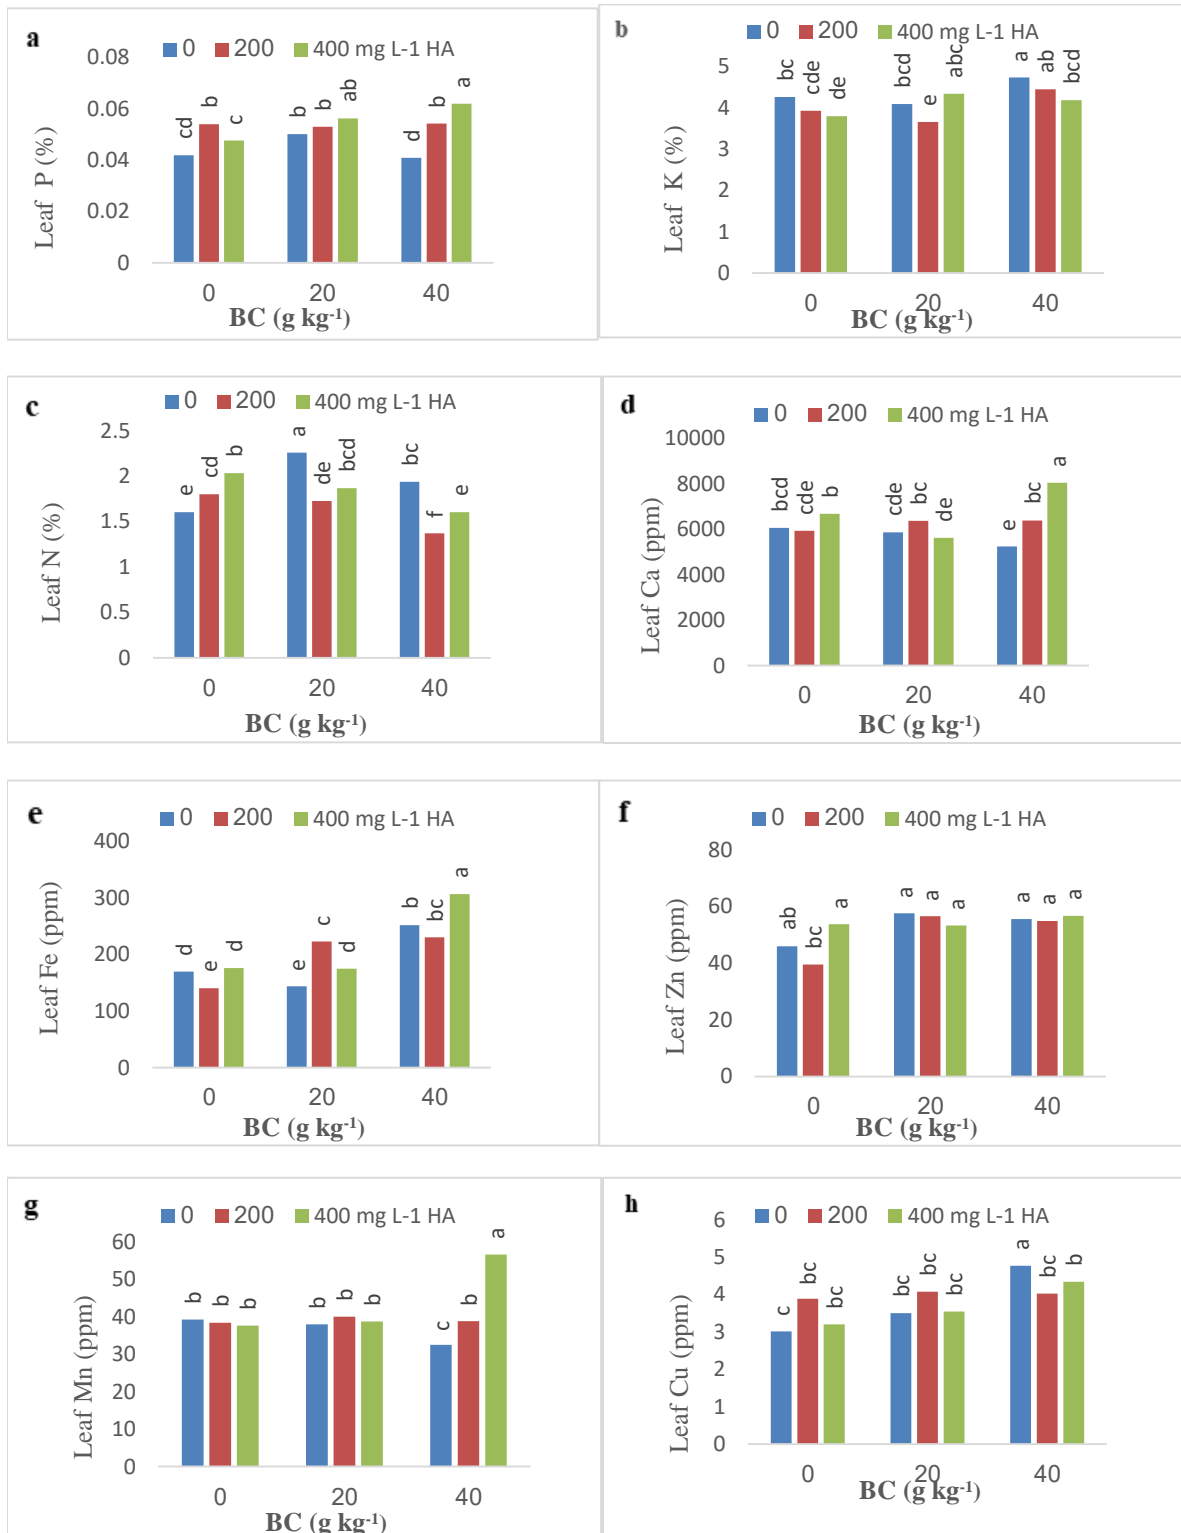 a
0 200 400 mg L-1 HA
0.08
0.06
0.04
0.02
0
Leaf P (%)
cd b c b b ab d b a
0 20 40
BC (g kg-1)
b
0 200 400 mg L-1 HA
5
4
3
2
1
0
Leaf K (%)
bc cde de bcd e abc a ab bcd
0 20 40
BC (g kg-1)
c
0 200 400 mg L-1 HA
2.5
2
1.5
1
0.5
0
Leaf N (%)
e cd b a de bcd bc f e
0 20 40
BC (g kg-1)
d
0 200 400 mg L-1 HA
10000
8000
6000
4000
2000
0
Leaf Ca (ppm)
bcd cde b cde bc de e bc a
0 20 40
BC (g kg-1)
e
0 200 400 mg L-1 HA
400
300
200
100
0
Leaf Fe (ppm)
d e d e c d b bc a
0 20 40
BC (g kg-1)
f
0 200 400 mg L-1 HA
80
60
40
20
0
Leaf Zn (ppm)
ab bc a a a a a a a
0 20 40
BC (g kg-1)
g
0 200 400 mg L-1 HA
60
50
40
30
20
10
0
Leaf Mn (ppm)
b b b b b b c b a
0 20 40
BC (g kg-1)
h
0 200 400 mg L-1 HA
6
5
4
3
2
1
0
Leaf Cu (ppm)
c bc bc bc bc bc a bc b
0 20 40
BC (g kg-1)